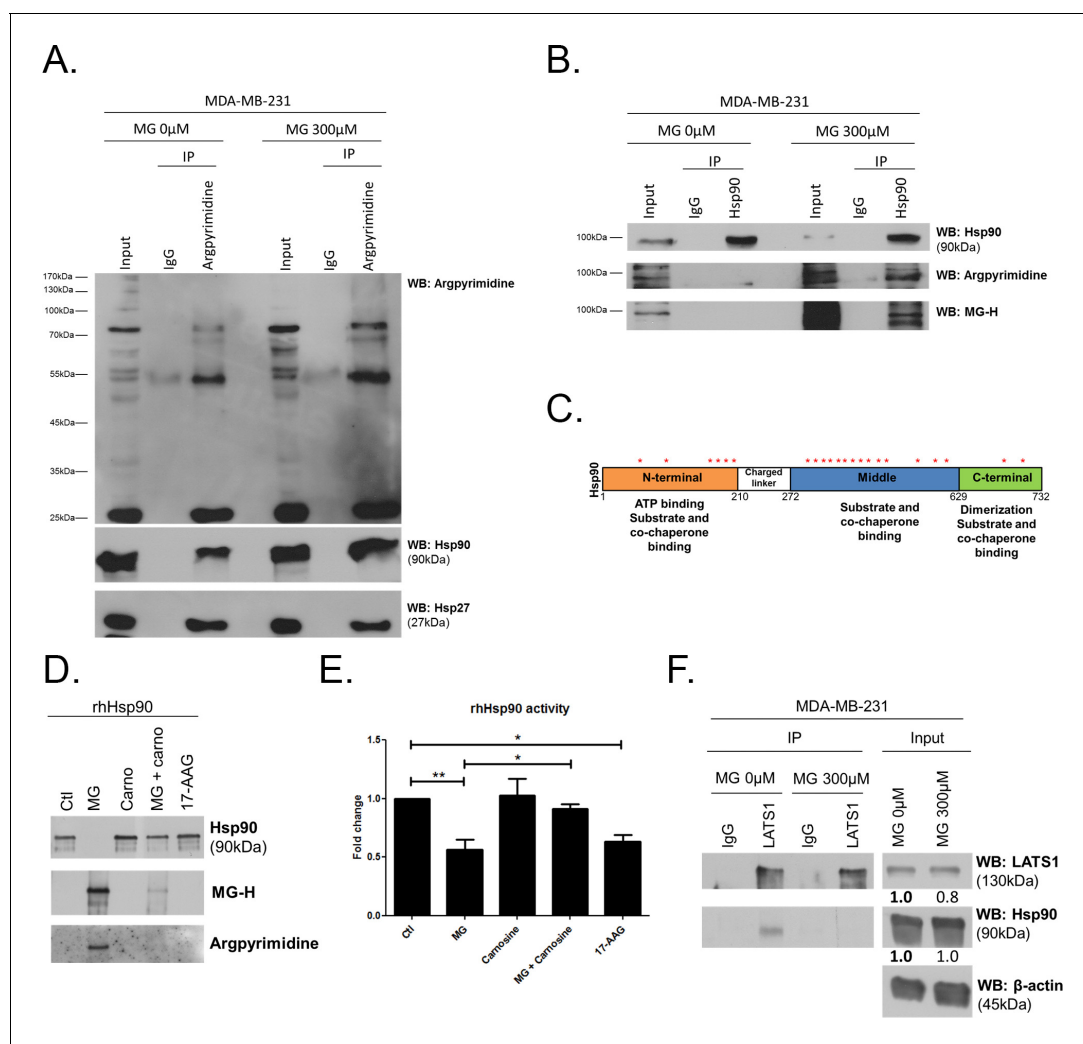 A.
MDA-MB-231
MG 0µM
MG 300µM
IP
IP
Input
IgG
Argpyrimidine
Input
IgG
Argpyrimidine
170kDa
130kDa
100kDa
70kDa
55kDa
45kDa
35kDa
25kDa
WB: Argpyrimidine
WB: Hsp90
(90kDa)
WB: Hsp27
(27kDa)
B.
MDA-MB-231
MG 0µM
MG 300µM
IP
IP
Input
IgG
Hsp90
Input
IgG
Hsp90
100kDa
100kDa
WB: Hsp90
(90kDa)
100kDa
100kDa
WB: Argpyrimidine
100kDa
100kDa
WB: MG-H
C.
Hsp90
* * * * * * * * * * * * * * * * * * * * * *
N-terminal
Charged
linker
Middle
C-terminal
1
210
272
629
732
ATP binding
Substrate and
co-chaperone
binding
Substrate and
co-chaperone
binding
Dimerization
Substrate and
co-chaperone
binding
D.
rhHsp90
Ctl
MG
Carno
MG + carno
17-AAG
Hsp90
(90kDa)
MG-H
Argpyrimidine
E.
rhHsp90 activity
Fold change
1.5
1.0
0.5
0.0
*
*
**
Ctl
MG
Carnosine
MG + Carnosine
17-AAG
F.
MDA-MB-231
IP
Input
MG 0µM
MG 300µM
IgG
LATS1
IgG
LATS1
MG 0µM
MG 300µM
WB: LATS1
(130kDa)
1.0 0.8
WB: Hsp90
(90kDa)
1.0 1.0
WB: β-actin
(45kDa)